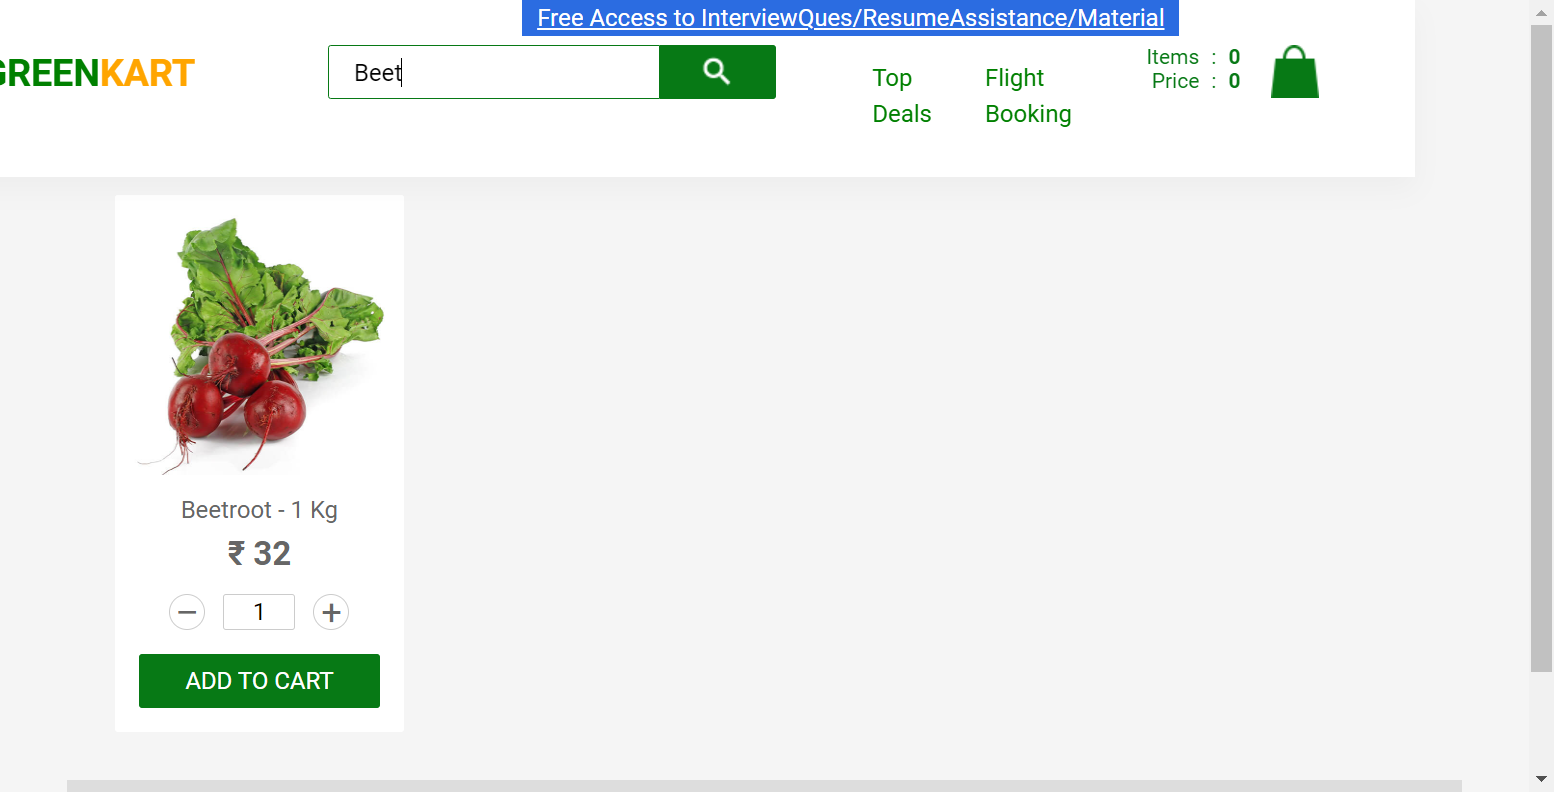 Free Access to InterviewQues/ResumeAssistance/Material
GREENKART
Beet
Top
Deals
Flight
Booking
Items : 0
Price : 0
Beetroot - 1 Kg
₹ 32
− 1 +
ADD TO CART